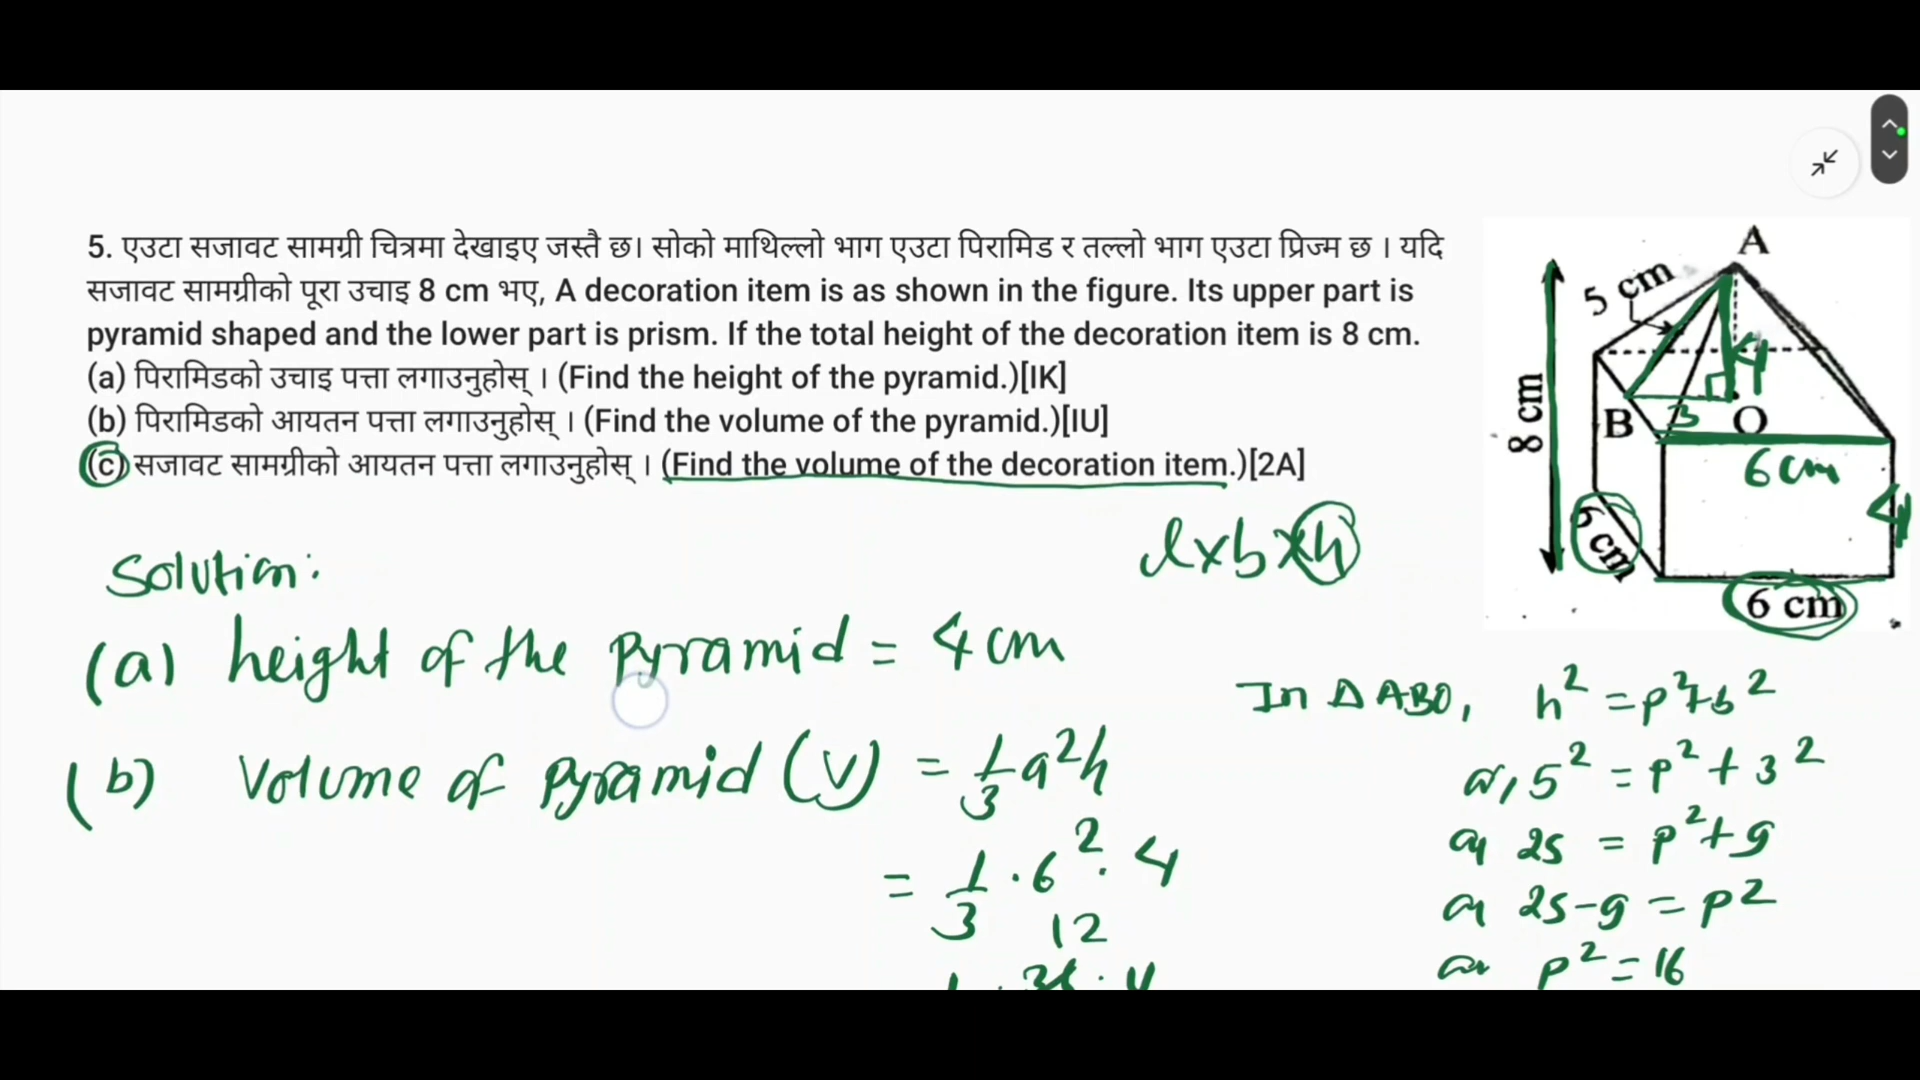 5. एउटा सजावट सामग्री चित्रमा देखाइए जस्तै छ। सोको माथिल्लो भाग एउटा पिरामिड र तल्लो भाग एउटा प्रिज्म छ । यदि
सजावट सामग्रीको पूरा उचाइ 8 cm भए, A decoration item is as shown in the figure. Its upper part is
pyramid shaped and the lower part is prism. If the total height of the decoration item is 8 cm.
(a) पिरामिडको उचाइ पत्ता लगाउनुहोस् । (Find the height of the pyramid.)[IK]
(b) पिरामिडको आयतन पत्ता लगाउनुहोस् । (Find the volume of the pyramid.)[IU]
(c) सजावट सामग्रीको आयतन पत्ता लगाउनुहोस् । (Find the volume of the decoration item.)[2A]
A
5 cm
4
8 cm
B 3 O
6cm
4
6 cm
6 cm
l×b×h
Solution:
(a) height of the pyramid = 4 cm
(b) Volume of pyramid (V) = 1/3 a²h
= 1/3 . 6² . 4
12
In Δ ABO, h² = p²+b²
or, 5² = p² + 3²
or 25 = p²+9
or 25-9 = p²
or p² = 16